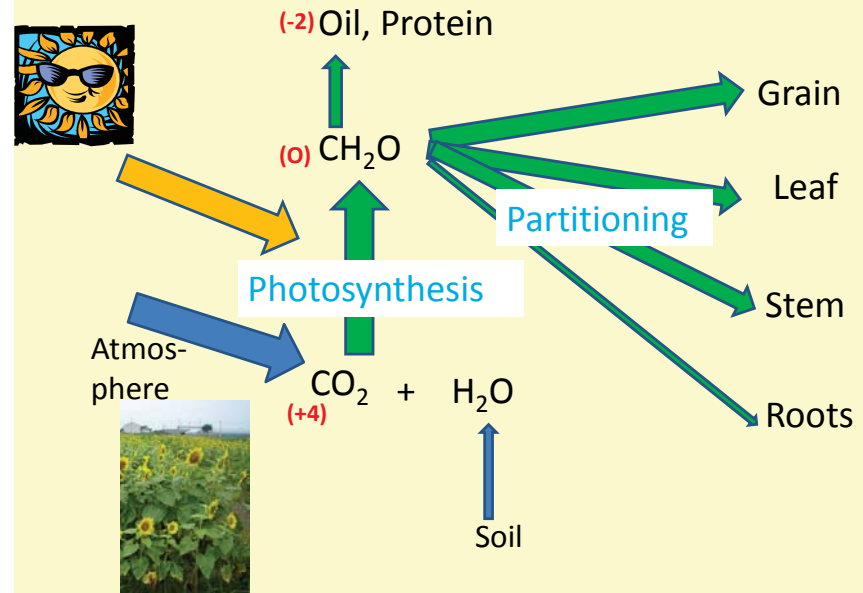 (-2) Oil, Protein
(O) CH₂O
Grain
Leaf
Partitioning
Photosynthesis
Stem
Atmos-
phere
CO₂ + H₂O
(+4)
Roots
Soil